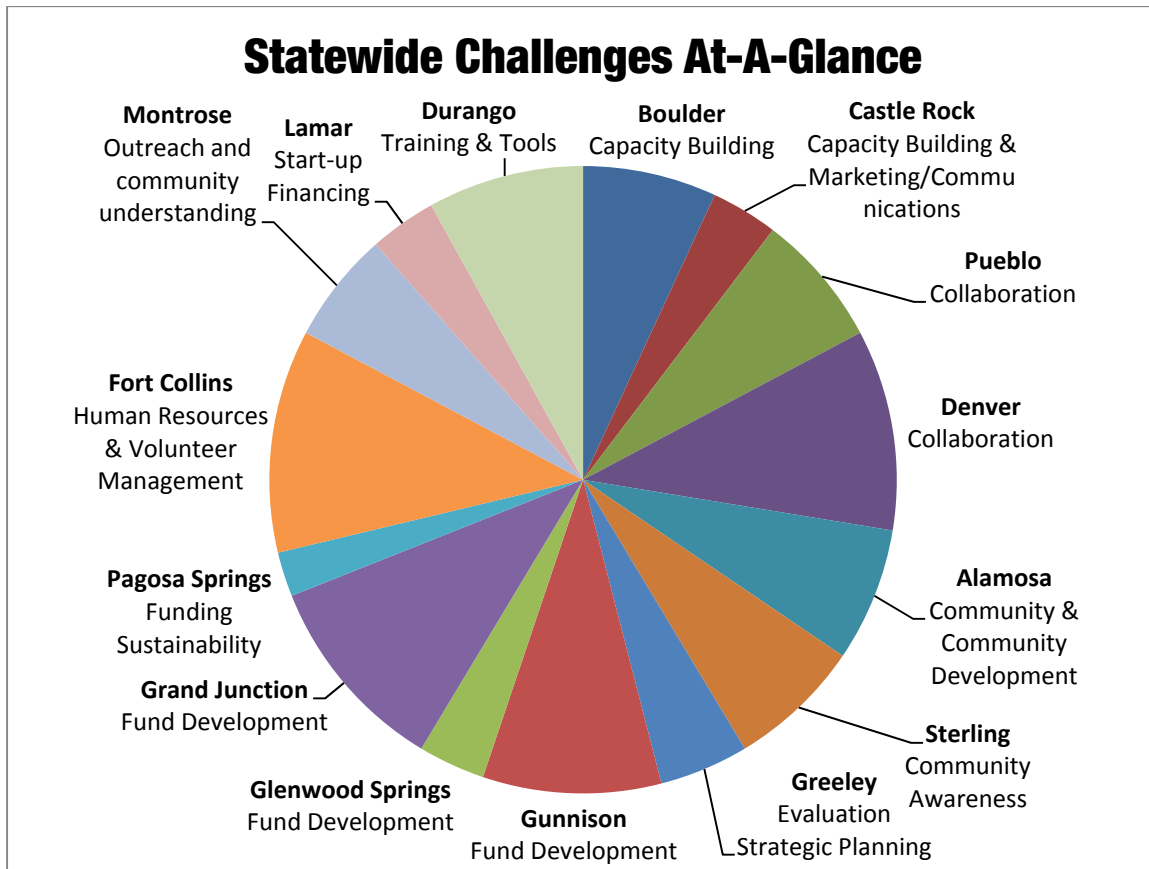 Statewide Challenges At-A-Glance
Montrose
Outreach and
community
understanding
Lamar
Start-up
Financing
Durango
Training & Tools
Boulder
Capacity Building
Castle Rock
Capacity Building &
Marketing/Commu
nications
Pueblo
Collaboration
Denver
Collaboration
Alamosa
Community &
Community
Development
Sterling
Community
Awareness
Greeley
Evaluation
Strategic Planning
Gunnison
Fund Development
Glenwood Springs
Fund Development
Grand Junction
Fund Development
Pagosa Springs
Funding
Sustainability
Fort Collins
Human Resources
& Volunteer
Management